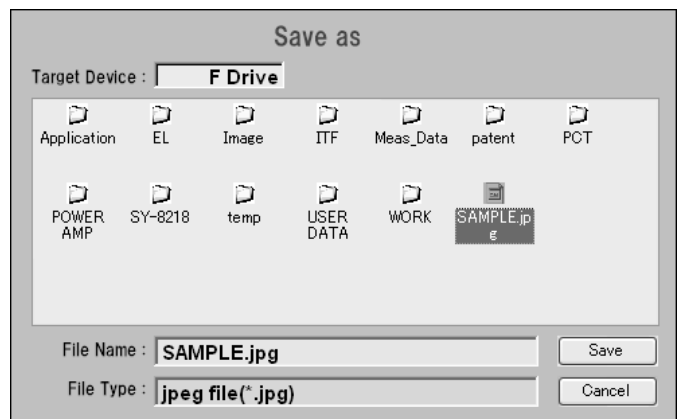 Save as
Target Device : F Drive
Application EL Image ITF Meas_Data patent PCT
POWER AMP SY-8218 temp USER DATA WORK SAMPLE.jpg
File Name : SAMPLE.jpg Save
File Type : jpeg file(*.jpg) Cancel